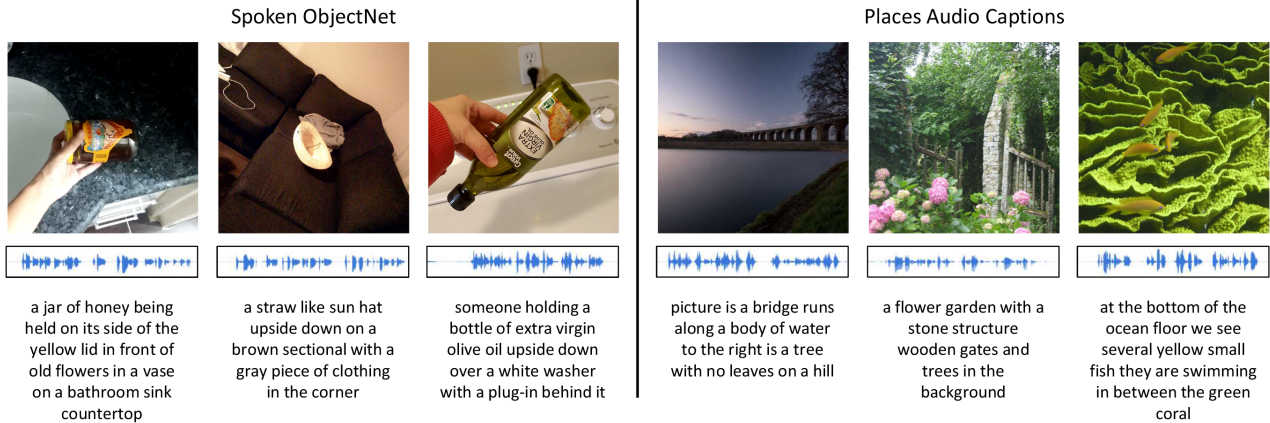 Spoken ObjectNet
Places Audio Captions
EXTRA
VIRGIN
OLIVE OIL
a jar of honey being
held on its side of the
yellow lid in front of
old flowers in a vase
on a bathroom sink
countertop
a straw like sun hat
upside down on a
brown sectional with a
gray piece of clothing
in the corner
someone holding a
bottle of extra virgin
olive oil upside down
over a white washer
with a plug-in behind it
picture is a bridge runs
along a body of water
to the right is a tree
with no leaves on a hill
a flower garden with a
stone structure
wooden gates and
trees in the
background
at the bottom of the
ocean floor we see
several yellow small
fish they are swimming
in between the green
coral